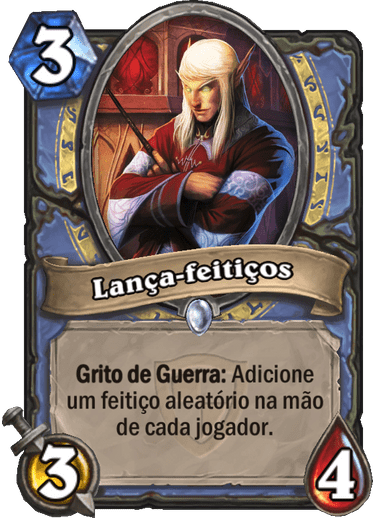 3
Lança-feitiços
Grito de Guerra: Adicione
um feitiço aleatório na mão
de cada jogador.
3
4